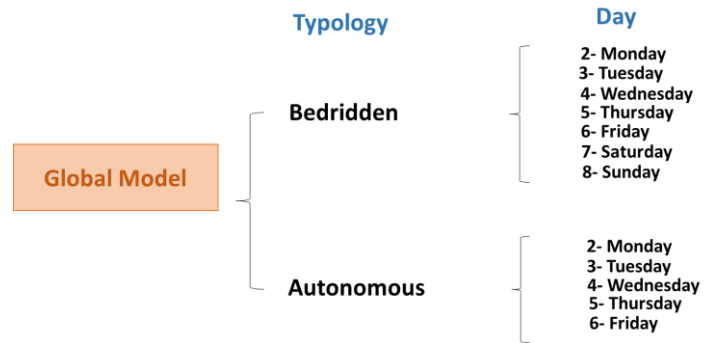 Typology
Day
Global Model
Bedridden
2- Monday
3- Tuesday
4- Wednesday
5- Thursday
6- Friday
7- Saturday
8- Sunday
Autonomous
2- Monday
3- Tuesday
4- Wednesday
5- Thursday
6- Friday